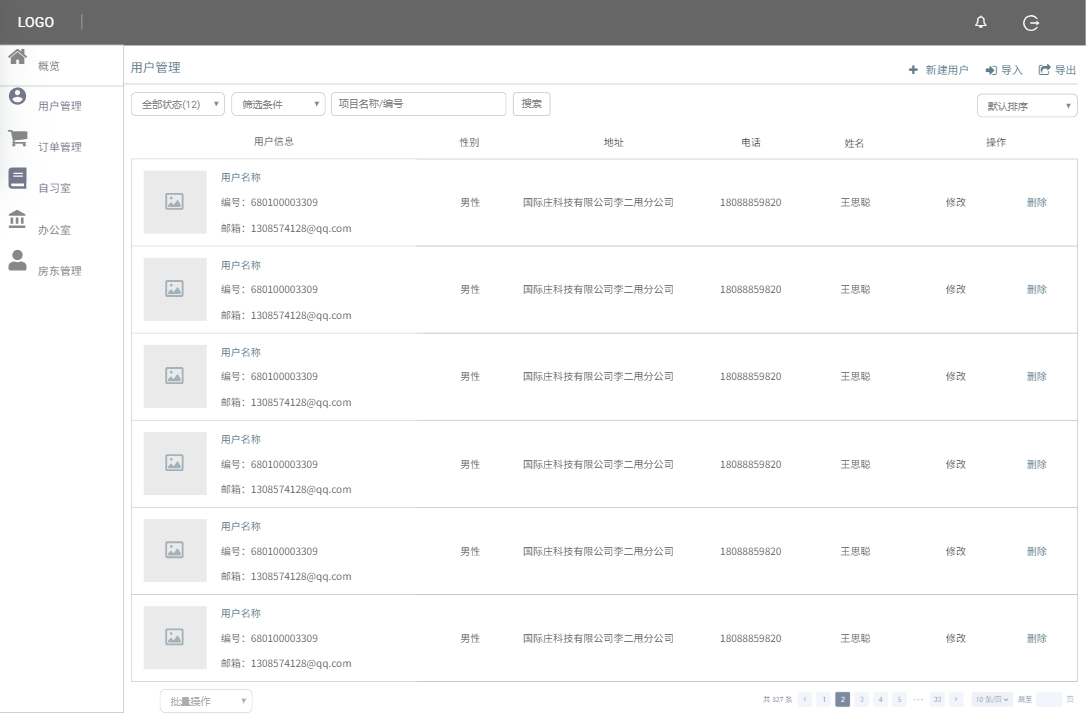 LOGO
概览
用户管理
订单管理
自习室
办公室
房东管理
用户管理
新建用户 导入 导出
全部状态(12) 筛选条件 项目名称/编号 搜索 默认排序
用户信息 性别 地址 电话 姓名 操作
用户名称
编号：680100003309 男性 国际庄科技有限公司李二甩分公司 18088859820 王思聪 修改 删除
邮箱：1308574128@qq.com
用户名称
编号：680100003309 男性 国际庄科技有限公司李二甩分公司 18088859820 王思聪 修改 删除
邮箱：1308574128@qq.com
用户名称
编号：680100003309 男性 国际庄科技有限公司李二甩分公司 18088859820 王思聪 修改 删除
邮箱：1308574128@qq.com
用户名称
编号：680100003309 男性 国际庄科技有限公司李二甩分公司 18088859820 王思聪 修改 删除
邮箱：1308574128@qq.com
用户名称
编号：680100003309 男性 国际庄科技有限公司李二甩分公司 18088859820 王思聪 修改 删除
邮箱：1308574128@qq.com
用户名称
编号：680100003309 男性 国际庄科技有限公司李二甩分公司 18088859820 王思聪 修改 删除
邮箱：1308574128@qq.com
批量操作 共 327 条 < 1 2 3 4 5 ··· 33 > 10 条/页 跳至 页